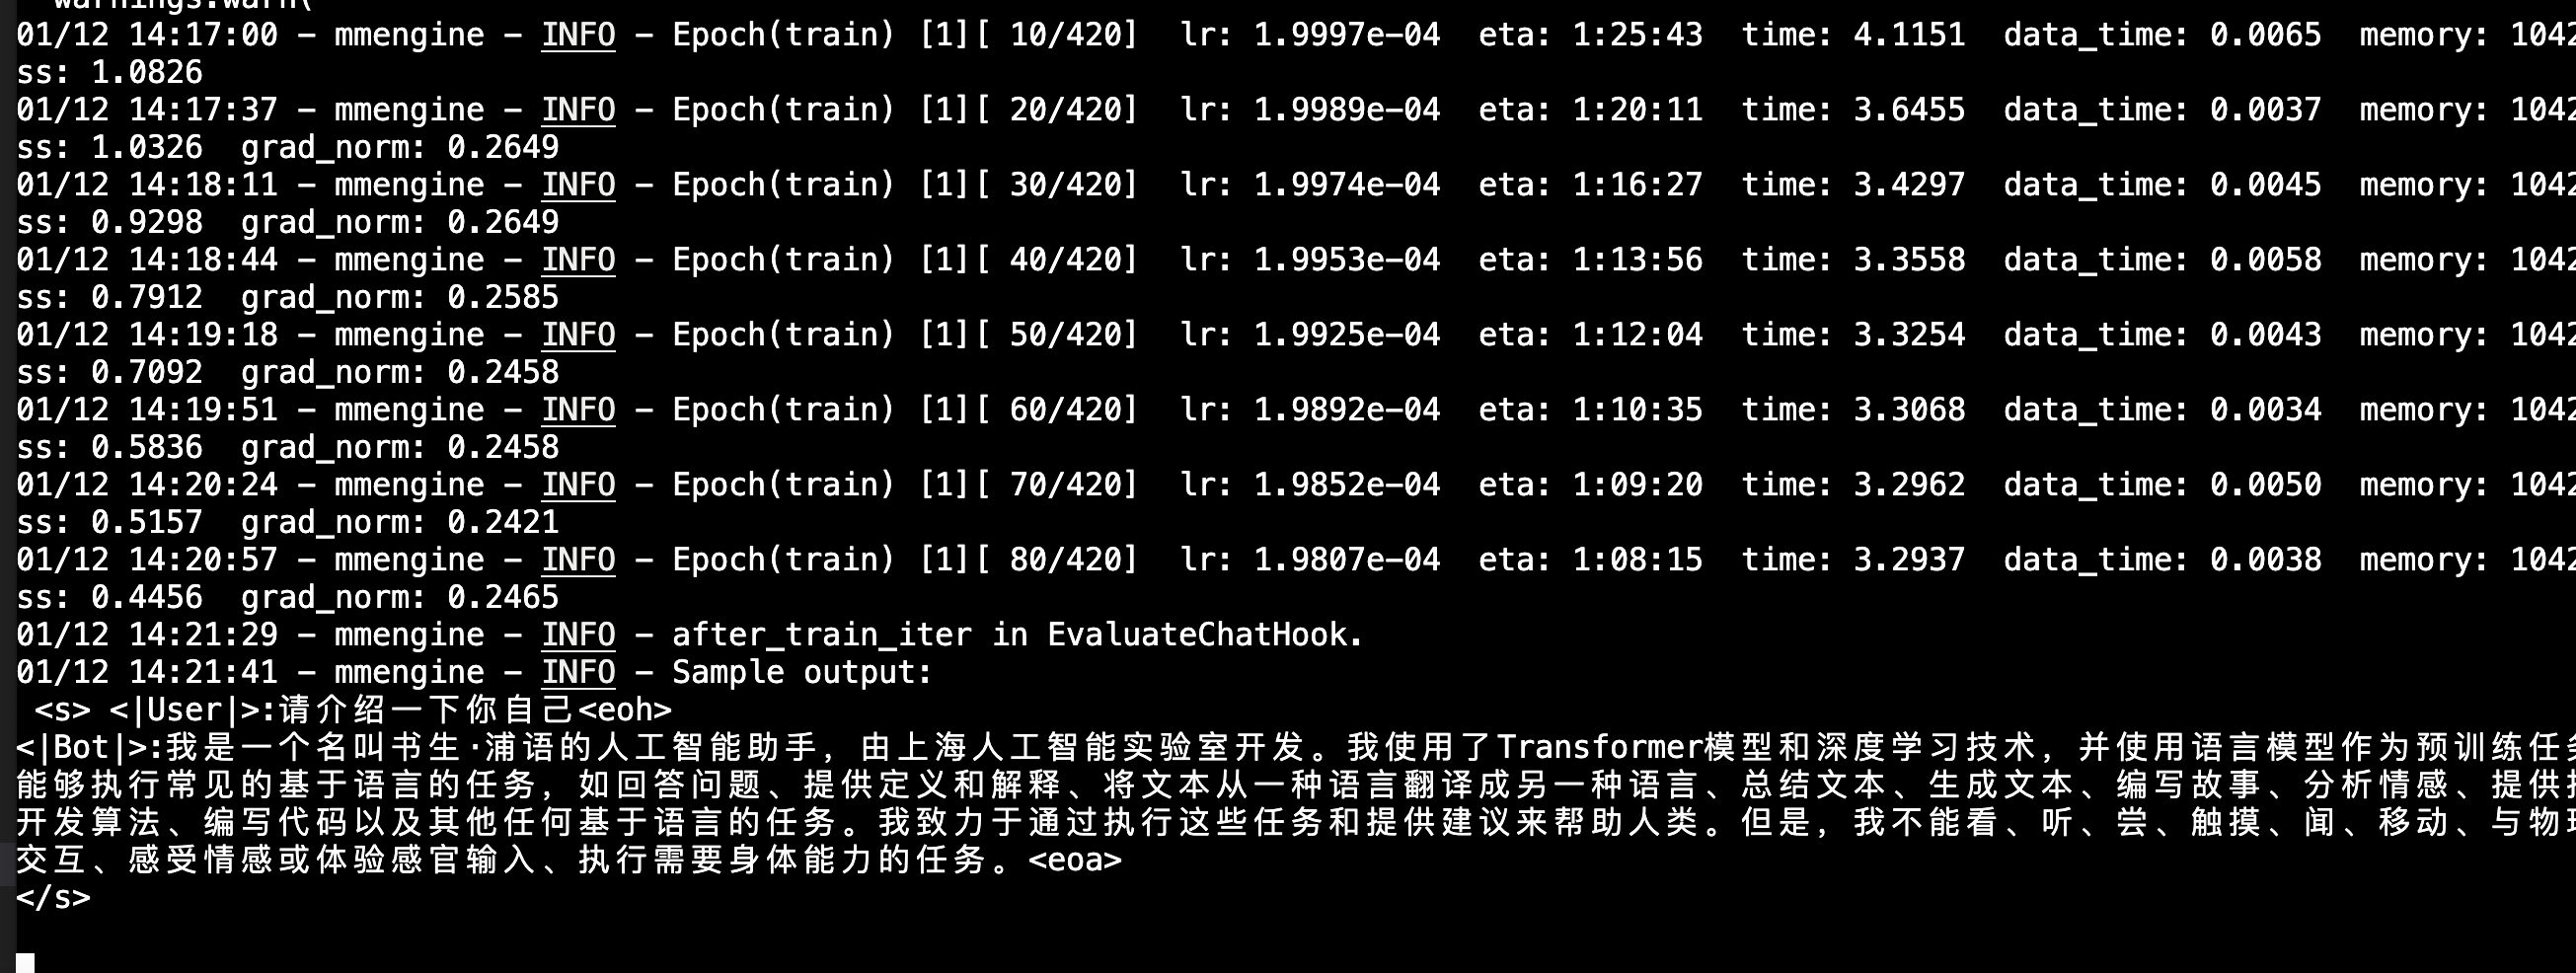 warnings.warn(
01/12 14:17:00 - mmengine - INFO - Epoch(train) [1][ 10/420]  lr: 1.9997e-04  eta: 1:25:43  time: 4.1151  data_time: 0.0065  memory: 1042
ss: 1.0826
01/12 14:17:37 - mmengine - INFO - Epoch(train) [1][ 20/420]  lr: 1.9989e-04  eta: 1:20:11  time: 3.6455  data_time: 0.0037  memory: 1042
ss: 1.0326  grad_norm: 0.2649
01/12 14:18:11 - mmengine - INFO - Epoch(train) [1][ 30/420]  lr: 1.9974e-04  eta: 1:16:27  time: 3.4297  data_time: 0.0045  memory: 1042
ss: 0.9298  grad_norm: 0.2649
01/12 14:18:44 - mmengine - INFO - Epoch(train) [1][ 40/420]  lr: 1.9953e-04  eta: 1:13:56  time: 3.3558  data_time: 0.0058  memory: 1042
ss: 0.7912  grad_norm: 0.2585
01/12 14:19:18 - mmengine - INFO - Epoch(train) [1][ 50/420]  lr: 1.9925e-04  eta: 1:12:04  time: 3.3254  data_time: 0.0043  memory: 1042
ss: 0.7092  grad_norm: 0.2458
01/12 14:19:51 - mmengine - INFO - Epoch(train) [1][ 60/420]  lr: 1.9892e-04  eta: 1:10:35  time: 3.3068  data_time: 0.0034  memory: 1042
ss: 0.5836  grad_norm: 0.2458
01/12 14:20:24 - mmengine - INFO - Epoch(train) [1][ 70/420]  lr: 1.9852e-04  eta: 1:09:20  time: 3.2962  data_time: 0.0050  memory: 1042
ss: 0.5157  grad_norm: 0.2421
01/12 14:20:57 - mmengine - INFO - Epoch(train) [1][ 80/420]  lr: 1.9807e-04  eta: 1:08:15  time: 3.2937  data_time: 0.0038  memory: 1042
ss: 0.4456  grad_norm: 0.2465
01/12 14:21:29 - mmengine - INFO - after_train_iter in EvaluateChatHook.
01/12 14:21:41 - mmengine - INFO - Sample output:
<s> <|User|>:请介绍一下你自己<eoh>
<|Bot|>:我是一个名叫书生·浦语的人工智能助手，由上海人工智能实验室开发。我使用了Transformer模型和深度学习技术，并使用语言模型作为预训练任
能够执行常见的基于语言的任务，如回答问题、提供定义和解释、将文本从一种语言翻译成另一种语言、总结文本、生成文本、编写故事、分析情感、提供
开发算法、编写代码以及其他任何基于语言的任务。我致力于通过执行这些任务和提供建议来帮助人类。但是，我不能看、听、尝、触摸、闻、移动、与物
交互、感受情感或体验感官输入、执行需要身体能力的任务。<eoa>
</s>